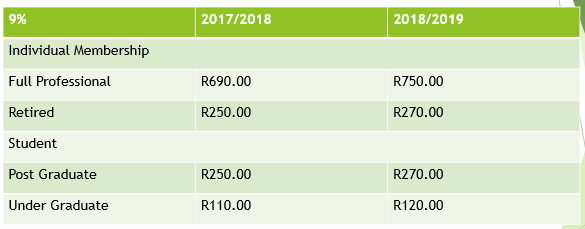 9% 2017/2018 2018/2019
Individual Membership
Full Professional R690.00 R750.00
Retired R250.00 R270.00
Student
Post Graduate R250.00 R270.00
Under Graduate R110.00 R120.00